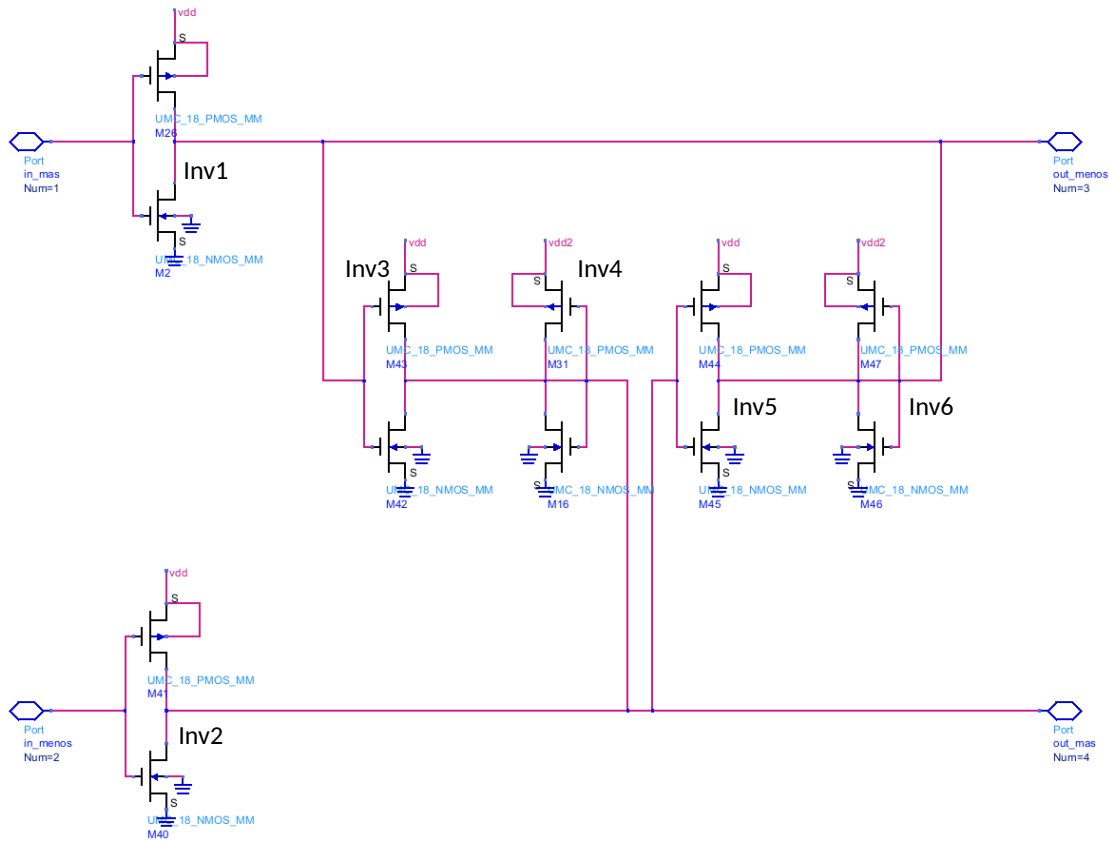 vdd
S
UMC_18_PMOS_MM
M26
Port
in_mas
Num=1
Inv1
S
UMC_18_NMOS_MM
M2
Port
out_menos
Num=3
vdd
vdd2
vdd
vdd2
Inv3
S
S
Inv4
S
S
UMC_18_PMOS_MM
M43
UMC_18_PMOS_MM
M31
UMC_18_PMOS_MM
M44
UMC_18_PMOS_MM
M47
Inv5
Inv6
S
S
S
S
UMC_18_NMOS_MM
M42
UMC_18_NMOS_MM
M16
UMC_18_NMOS_MM
M45
UMC_18_NMOS_MM
M46
vdd
S
UMC_18_PMOS_MM
M41
Port
in_menos
Num=2
Inv2
S
UMC_18_NMOS_MM
M40
Port
out_mas
Num=4